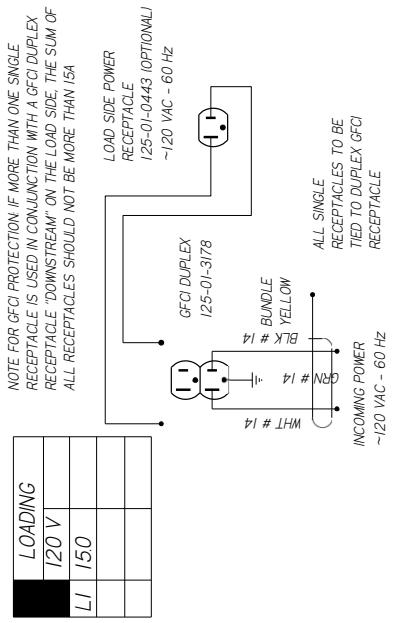 NOTE FOR GFCI PROTECTION: IF MORE THAN ONE SINGLE
RECEPTACLE IS USED IN CONJUNCTION WITH A GFCI DUPLEX
RECEPTACLE "DOWNSTREAM" ON THE LOAD SIDE, THE SUM OF
ALL RECEPTACLES SHOULD NOT BE MORE THAN 15A
LOADING
120 V
L1 15.0
LOAD SIDE POWER
RECEPTACLE
125-01-0443 (OPTIONAL)
~120 VAC - 60 Hz
GFCI DUPLEX
125-01-3178
WHT # 14
GRN # 14
BLK # 14
BUNDLE
YELLOW
INCOMING POWER
~120 VAC - 60 Hz
ALL SINGLE
RECEPTACLES TO BE
TIED TO DUPLEX GFCI
RECEPTACLE